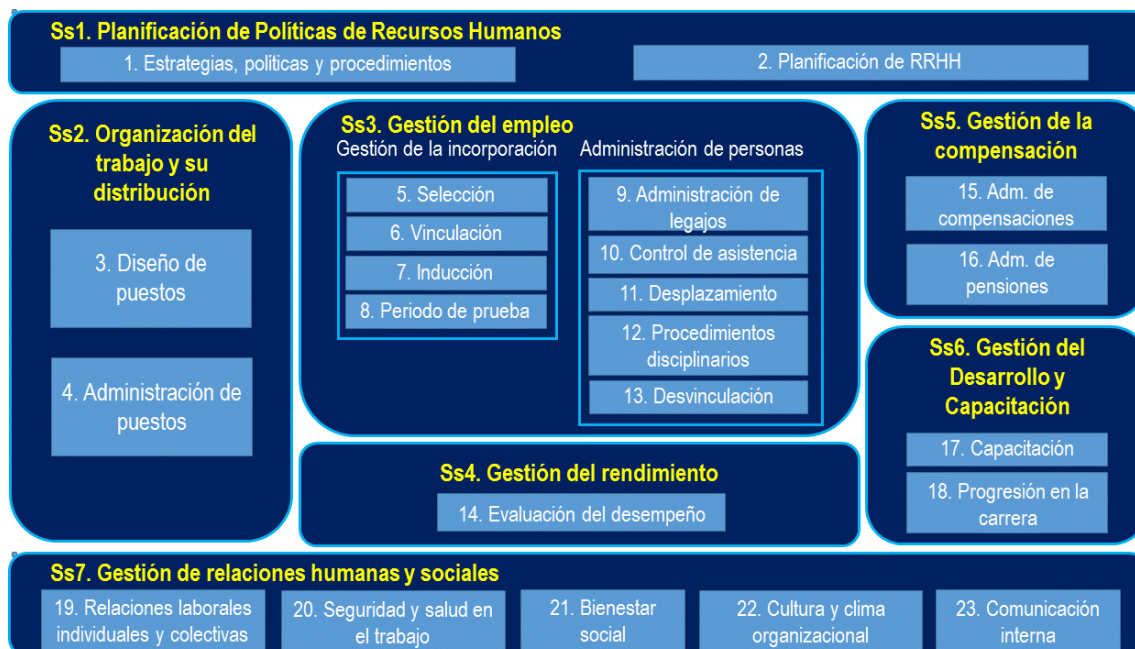 Ss1. Planificación de Políticas de Recursos Humanos
1. Estrategias, politicas y procedimientos
2. Planificación de RRHH
Ss2. Organización del
trabajo y su
distribución
3. Diseño de
puestos
4. Administración de
puestos
Ss3. Gestión del empleo
Gestión de la incorporación
5. Selección
6. Vinculación
7. Inducción
8. Periodo de prueba
Administración de personas
9. Administración de
legajos
10. Control de asistencia
11. Desplazamiento
12. Procedimientos
disciplinarios
13. Desvinculación
Ss4. Gestión del rendimiento
14. Evaluación del desempeño
Ss5. Gestión de la
compensación
15. Adm. de
compensaciones
16. Adm. de
pensiones
Ss6. Gestión del
Desarrollo y
Capacitación
17. Capacitación
18. Progresión en la
carrera
Ss7. Gestión de relaciones humanas y sociales
19. Relaciones laborales
individuales y colectivas
20. Seguridad y salud en
el trabajo
21. Bienestar
social
22. Cultura y clima
organizacional
23. Comunicación
interna